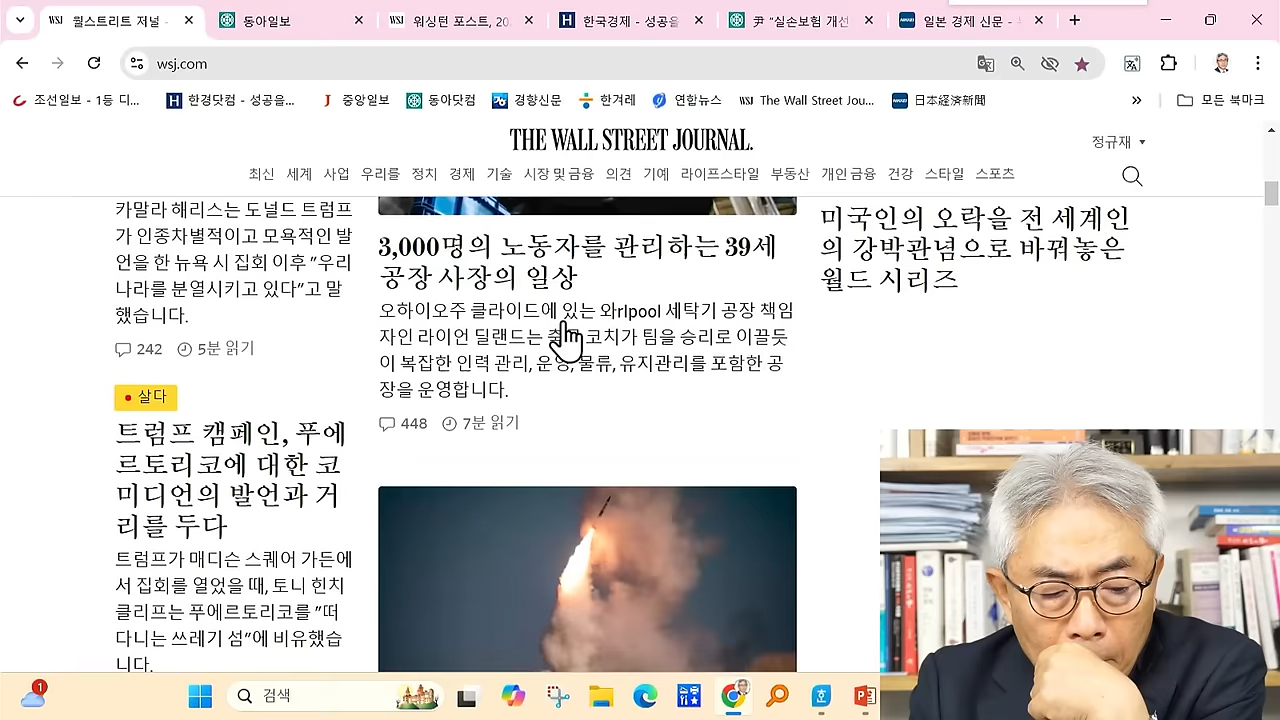 월스트리트 저널 -
동아일보
워싱턴 포스트, 20
한국경제 - 성공을
尹 "실손보험 개선
일본 경제 신문 -
wsj.com
조선일보 - 1등 디...
한경닷컴 - 성공을...
중앙일보
동아닷컴
경향신문
한겨레
연합뉴스
The Wall Street Jou...
日本経済新聞
모든 북마크
THE WALL STREET JOURNAL.
정규재
최신 세계 사업 우리를 정치 경제 기술 시장 및 금융 의견 기예 라이프스타일 부동산 개인 금융 건강 스타일 스포츠
카말라 해리스는 도널드 트럼프
가 인종차별적이고 모욕적인 발
언을 한 뉴욕 시 집회 이후 "우리
나라를 분열시키고 있다"고 말
했습니다.
242 5분 읽기
살다
트럼프 캠페인, 푸에
르토리코에 대한 코
미디언의 발언과 거
리를 두다
트럼프가 매디슨 스퀘어 가든에
서 집회를 열었을 때, 토니 힌치
클리프는 푸에르토리코를 "떠
다니는 쓰레기 섬"에 비유했습
니다.
3,000명의 노동자를 관리하는 39세
공장 사장의 일상
오하이오주 클라이드에 있는 와rlpool 세탁기 공장 책임
자인 라이언 딜랜드는 코치가 팀을 승리로 이끌듯
이 복잡한 인력 관리, 운영, 물류, 유지관리를 포함한 공
장을 운영합니다.
448 7분 읽기
미국인의 오락을 전 세계인
의 강박관념으로 바꿔놓은
월드 시리즈
1
검색